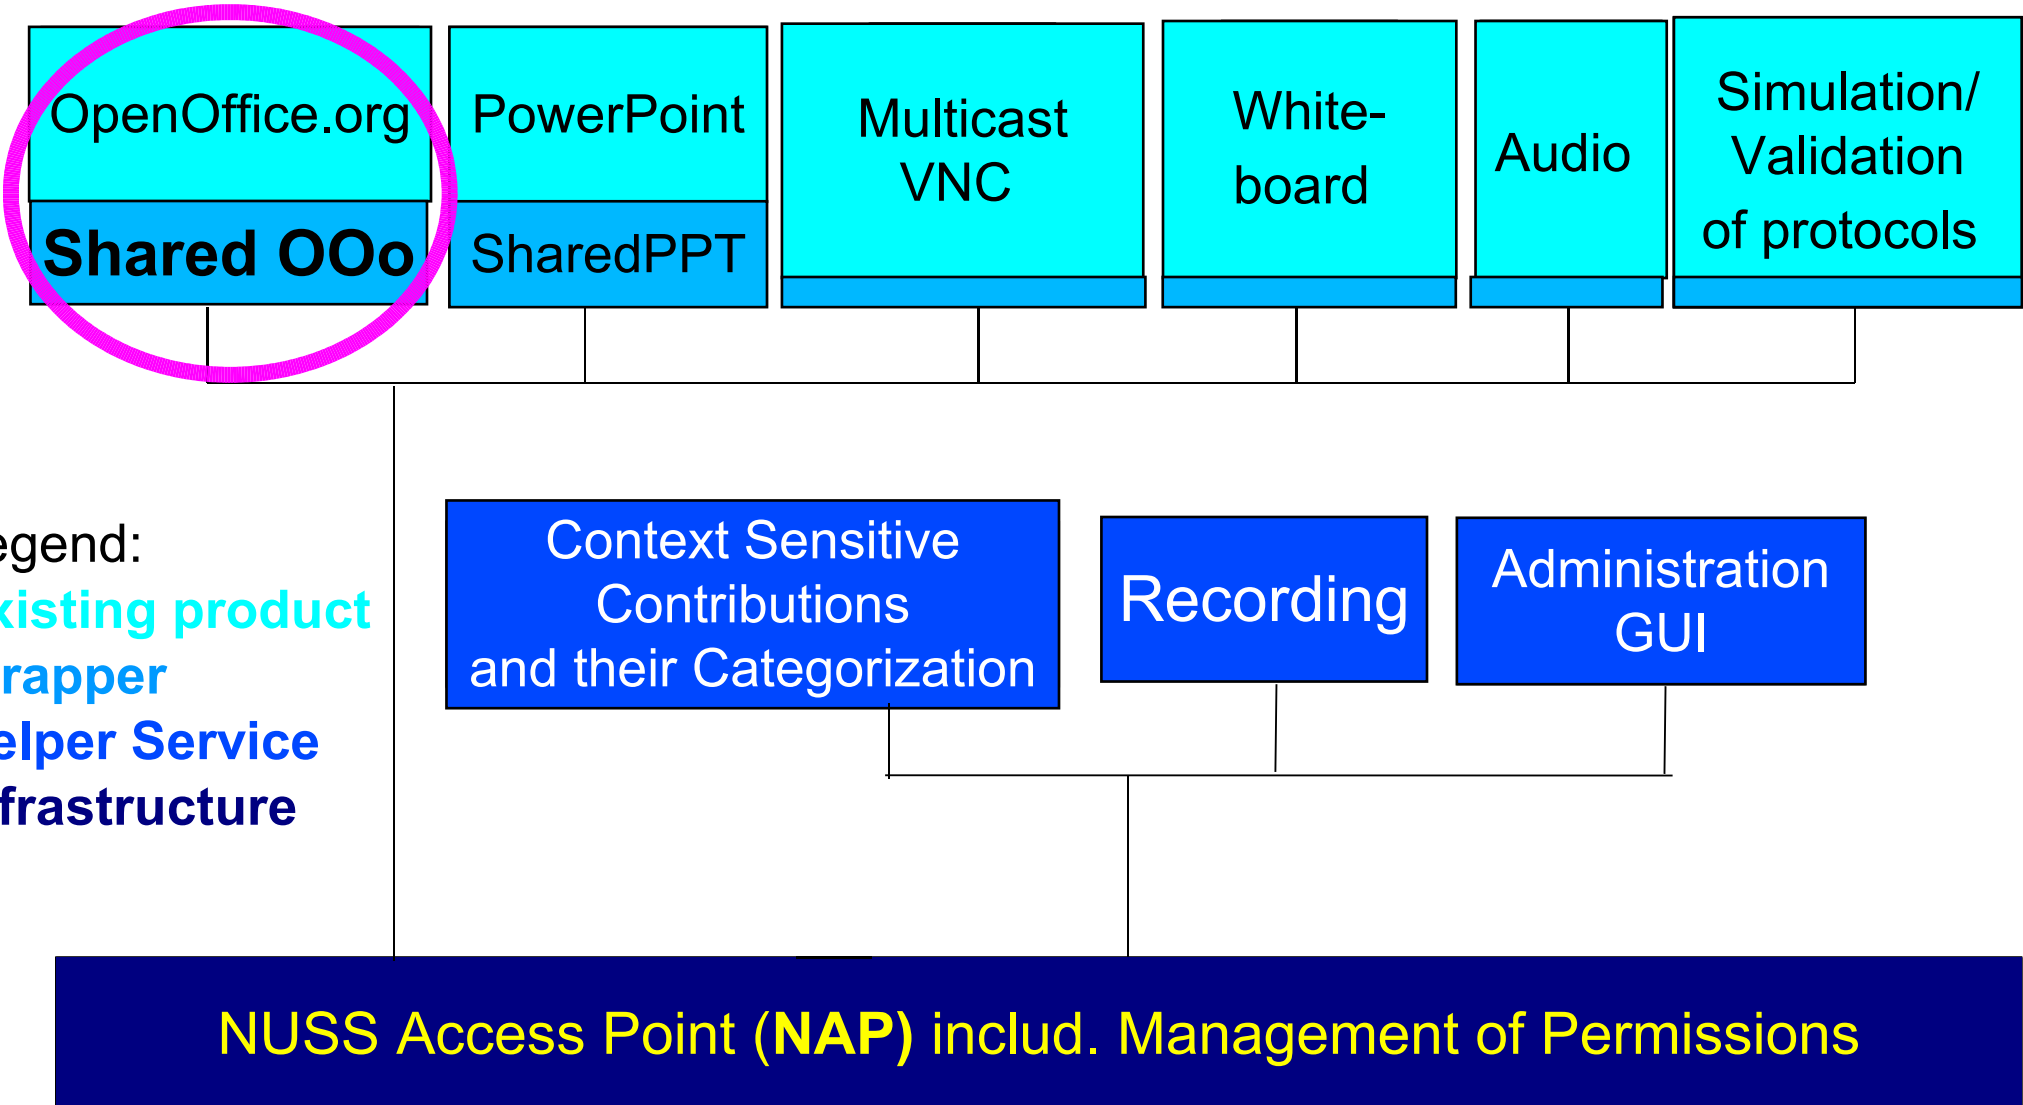 OpenOffice.org
Shared OOo
PowerPoint
SharedPPT
Multicast
VNC
White-
board
Audio
Simulation/
Validation
of protocols
egend:
xisting product
rapper
elper Service
frastructure
Context Sensitive
Contributions
and their Categorization
Recording
Administration
GUI
NUSS Access Point (NAP) includ. Management of Permissions